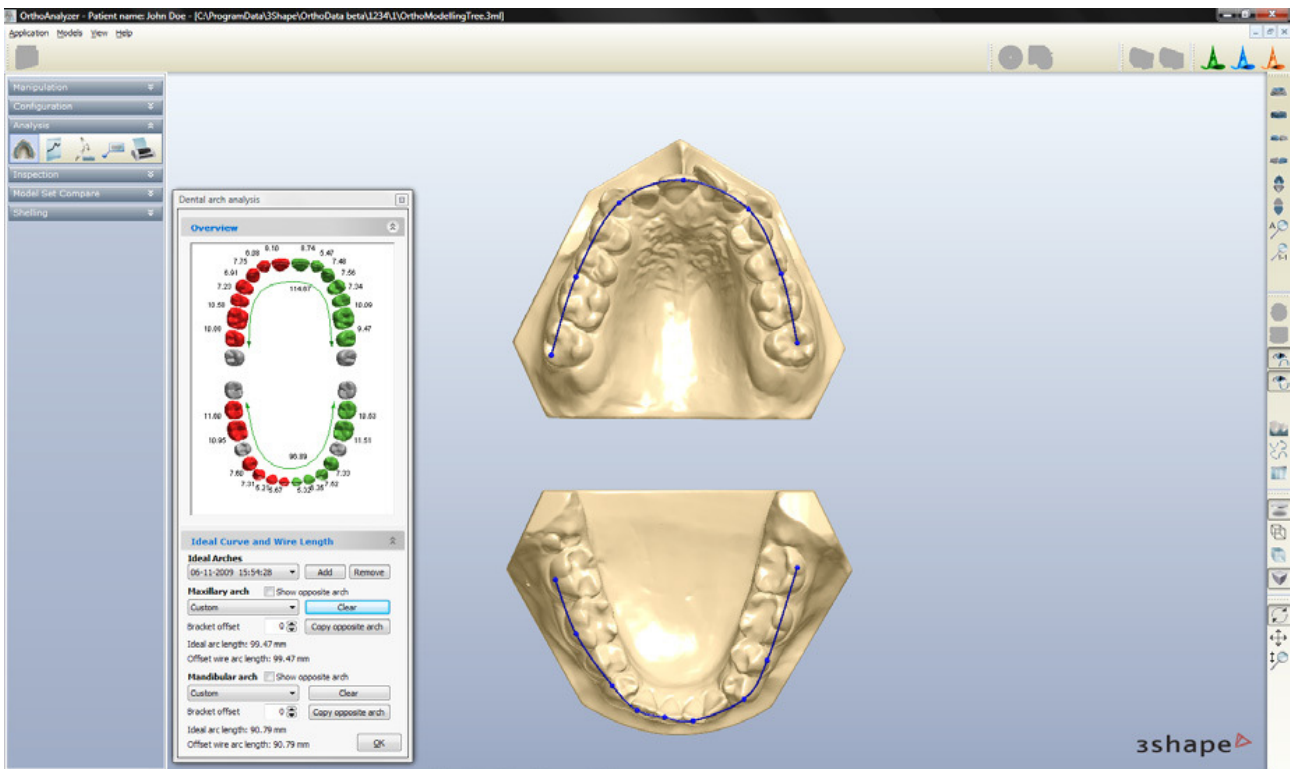 OrthoAnalyzer - Patient name: John Doe - [C:\ProgramData\3Shape\OrthoData beta\1234\1\OrthoModellingTree.3ml]
Application Models View Help
Manipulation
Configuration
Analysis
Inspection
Model Set Compare
Shelling
Dental arch analysis
Overview
8.10 8.74
7.75 7.48
6.91 7.56
7.23 7.34
10.58 10.09
10.00 9.47
114.67
11.60 10.63
10.95 11.51
96.89
7.60 7.33
7.31 7.62
Ideal Curve and Wire Length
Ideal Arches
06-11-2009 15:54:28 Add Remove
Maxillary arch Show opposite arch
Custom Clear
Bracket offset 0 Copy opposite arch
Ideal arc length: 99.47 mm
Offset wire arc length: 99.47 mm
Mandibular arch Show opposite arch
Custom Clear
Bracket offset 0 Copy opposite arch
Ideal arc length: 90.79 mm
Offset wire arc length: 90.79 mm
OK
3shape